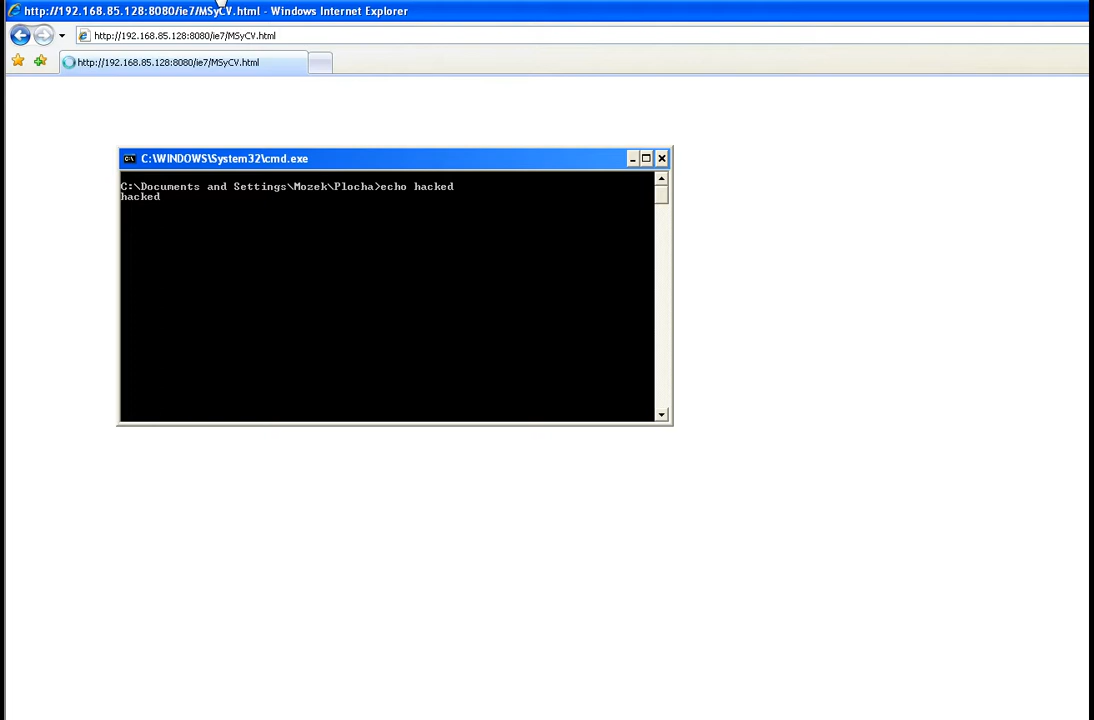 http://192.168.85.128:8080/ie7/MSyCV.html - Windows Internet Explorer
http://192.168.85.128:8080/ie7/MSyCV.html
http://192.168.85.128:8080/ie7/MSyCV.html
C:\WINDOWS\System32\cmd.exe
C:\Documents and Settings\Mozek\Plocha>echo hacked
hacked